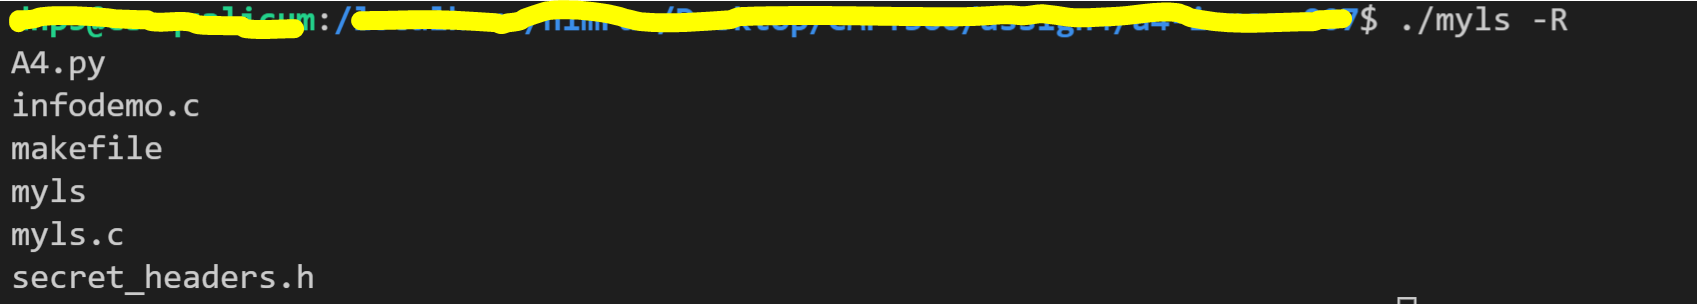 $ ./myls -R
A4.py
infodemo.c
makefile
myls
myls.c
secret_headers.h